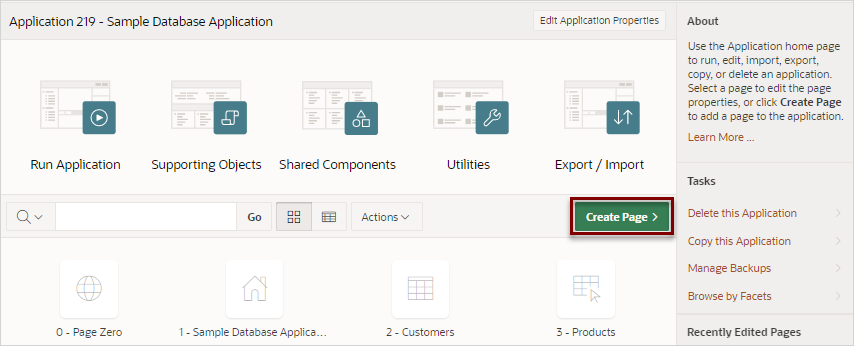 Application 219 - Sample Database Application
Edit Application Properties
Run Application
Supporting Objects
Shared Components
Utilities
Export / Import
Go
Actions
Create Page
0 - Page Zero
1 - Sample Database Applica...
2 - Customers
3 - Products
About
Use the Application home page
to run, edit, import, export,
copy, or delete an application.
Select a page to edit the page
properties, or click Create Page
to add a page to the application.
Learn More ...
Tasks
Delete this Application
Copy this Application
Manage Backups
Browse by Facets
Recently Edited Pages